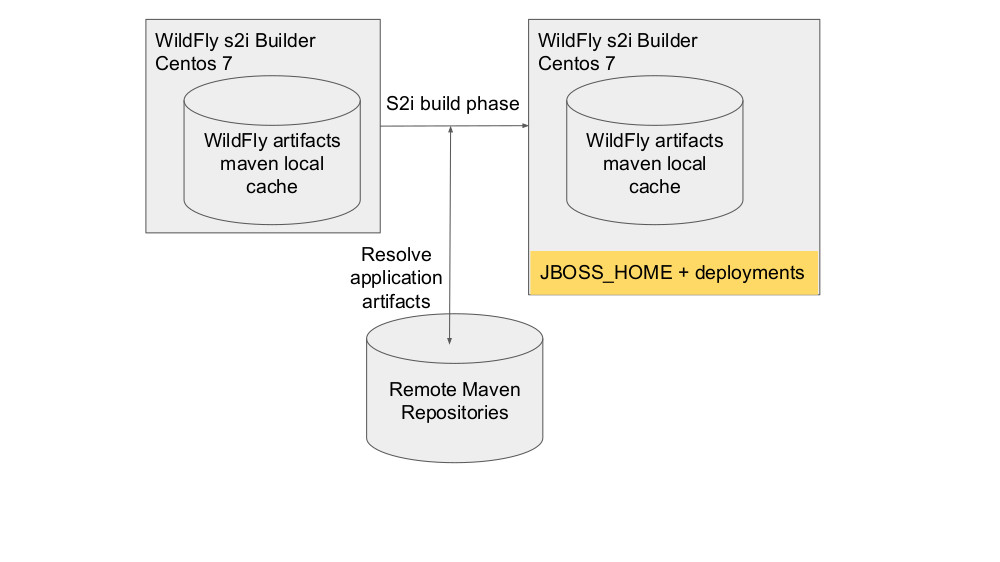 WildFly s2i Builder
Centos 7
WildFly artifacts
maven local
cache
S2i build phase
WildFly s2i Builder
Centos 7
WildFly artifacts
maven local
cache
JBOSS_HOME + deployments
Resolve
application
artifacts
Remote Maven
Repositories